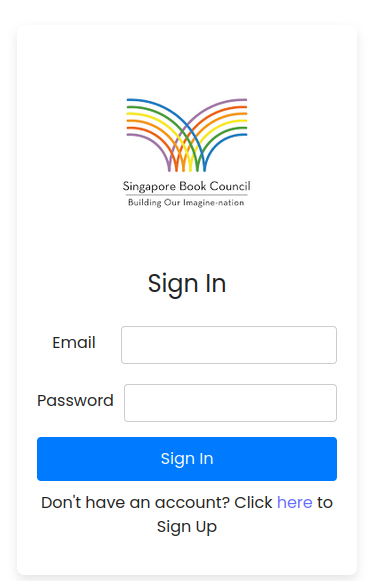 Singapore Book Council
Building Our Imagine-nation
Sign In
Email
Password
Sign In
Don't have an account? Click here to
Sign Up